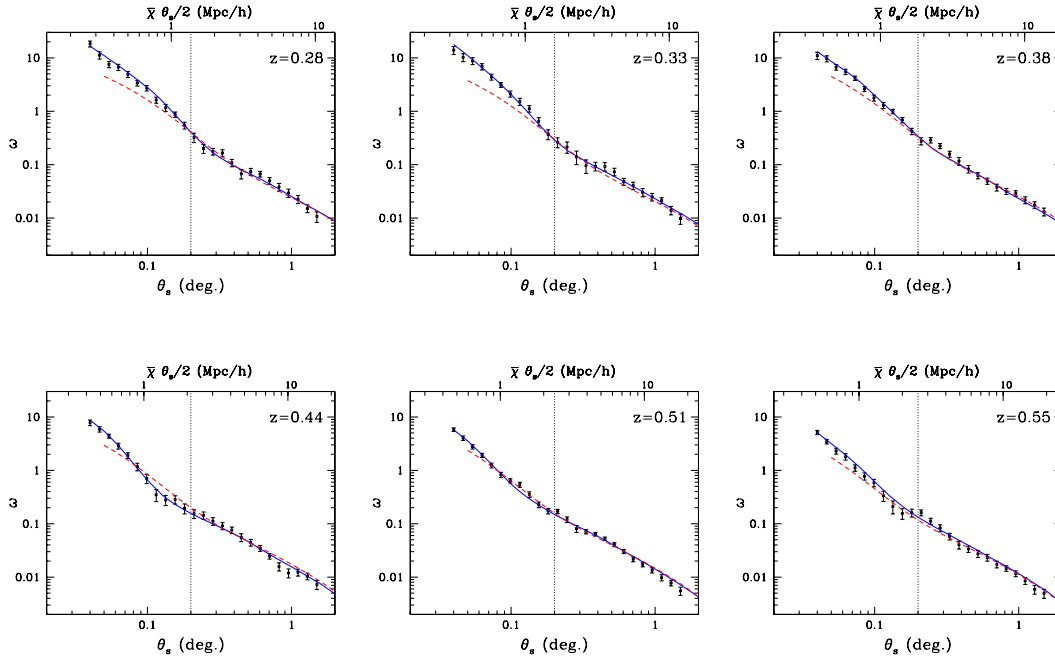 χ̄ θₛ/2 (Mpc/h) χ̄ θₛ/2 (Mpc/h) χ̄ θₛ/2 (Mpc/h)
1 10 1 10 1 10
z=0.28 z=0.33 z=0.38
10 10 10
1 1 1
ω ω ω
0.1 0.1 0.1
0.01 0.01 0.01
0.1 1 0.1 1 0.1 1
θₛ (deg.) θₛ (deg.) θₛ (deg.)
χ̄ θₛ/2 (Mpc/h) χ̄ θₛ/2 (Mpc/h) χ̄ θₛ/2 (Mpc/h)
1 10 1 10 1 10
z=0.44 z=0.51 z=0.55
10 10 10
1 1 1
ω ω ω
0.1 0.1 0.1
0.01 0.01 0.01
0.1 1 0.1 1 0.1 1
θₛ (deg.) θₛ (deg.) θₛ (deg.)